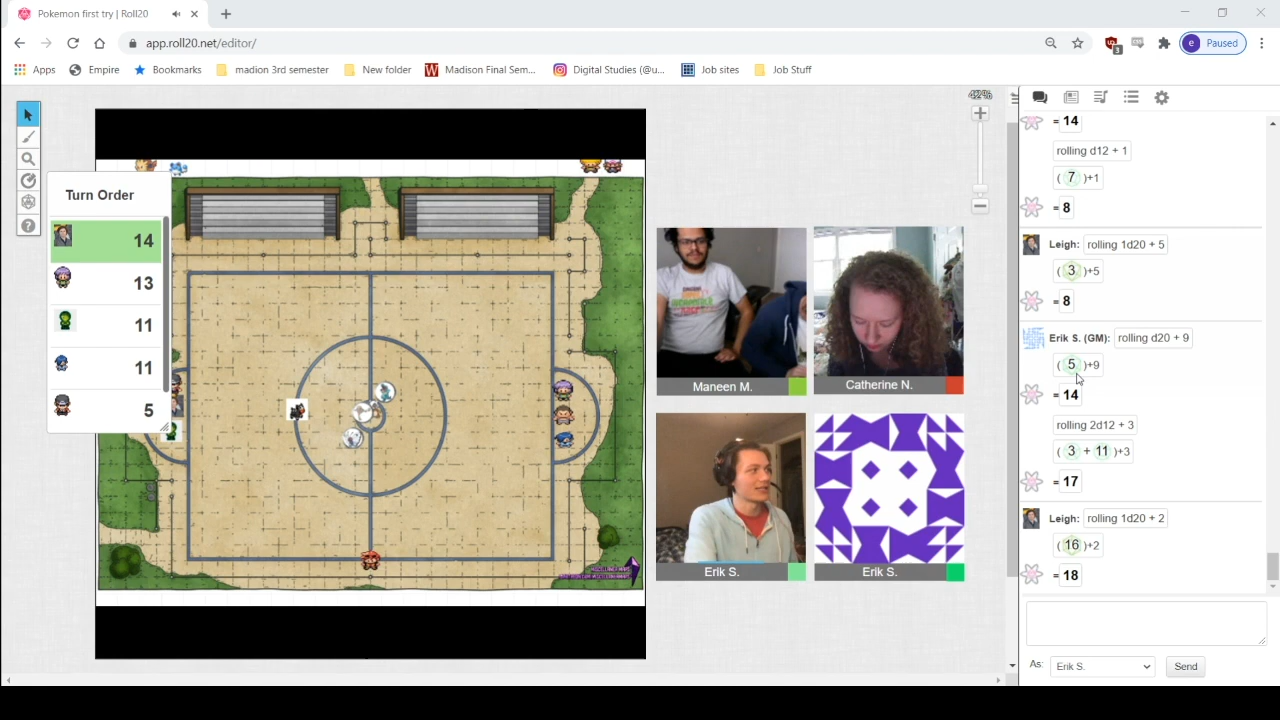 Pokemon first try | Roll20
app.roll20.net/editor/
3
e Paused
Apps Empire Bookmarks madion 3rd semester New folder Madison Final Sem... Digital Studies (@u... Job sites Job Stuff
42%
Turn Order
14
13
11
11
5
Maneen M.
Catherine N.
Erik S.
Erik S.
= 14
rolling d12 + 1
( 7 )+1
= 8
Leigh: rolling 1d20 + 5
( 3 )+5
= 8
Erik S. (GM): rolling d20 + 9
( 5 )+9
= 14
rolling 2d12 + 3
( 3 + 11 )+3
= 17
Leigh: rolling 1d20 + 2
( 16 )+2
= 18
As: Erik S. Send